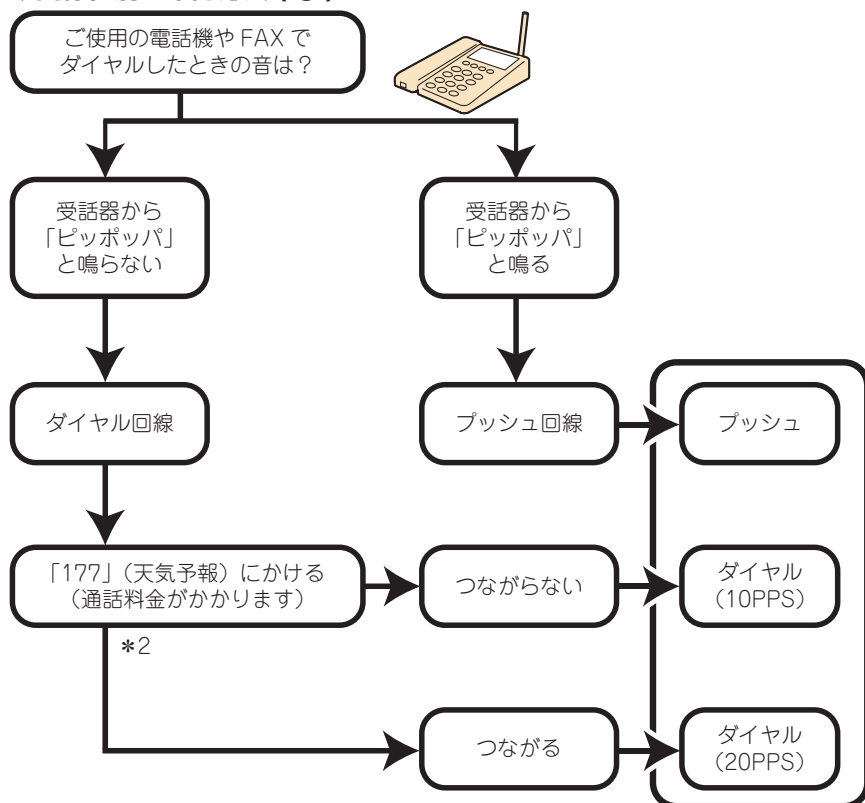 ご使用の電話機や FAX で
ダイヤルしたときの音は？
受話器から
「ピッポッパ」
と鳴らない
受話器から
「ピッポッパ」
と鳴る
ダイヤル回線
プッシュ回線
プッシュ
「177」（天気予報）にかける
（通話料金がかかります）
つながらない
ダイヤル
（10PPS）
＊2
つながる
ダイヤル
（20PPS）